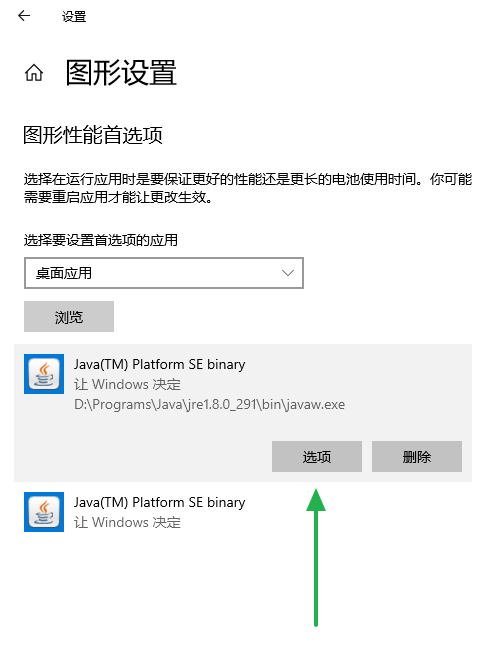 设置
图形设置
图形性能首选项
选择在运行应用时是要保证更好的性能还是更长的电池使用时间。你可能
需要重启应用才能让更改生效。
选择要设置首选项的应用
桌面应用
浏览
Java(TM) Platform SE binary
让 Windows 决定
D:\Programs\Java\jre1.8.0_291\bin\javaw.exe
选项 删除
Java(TM) Platform SE binary
让 Windows 决定